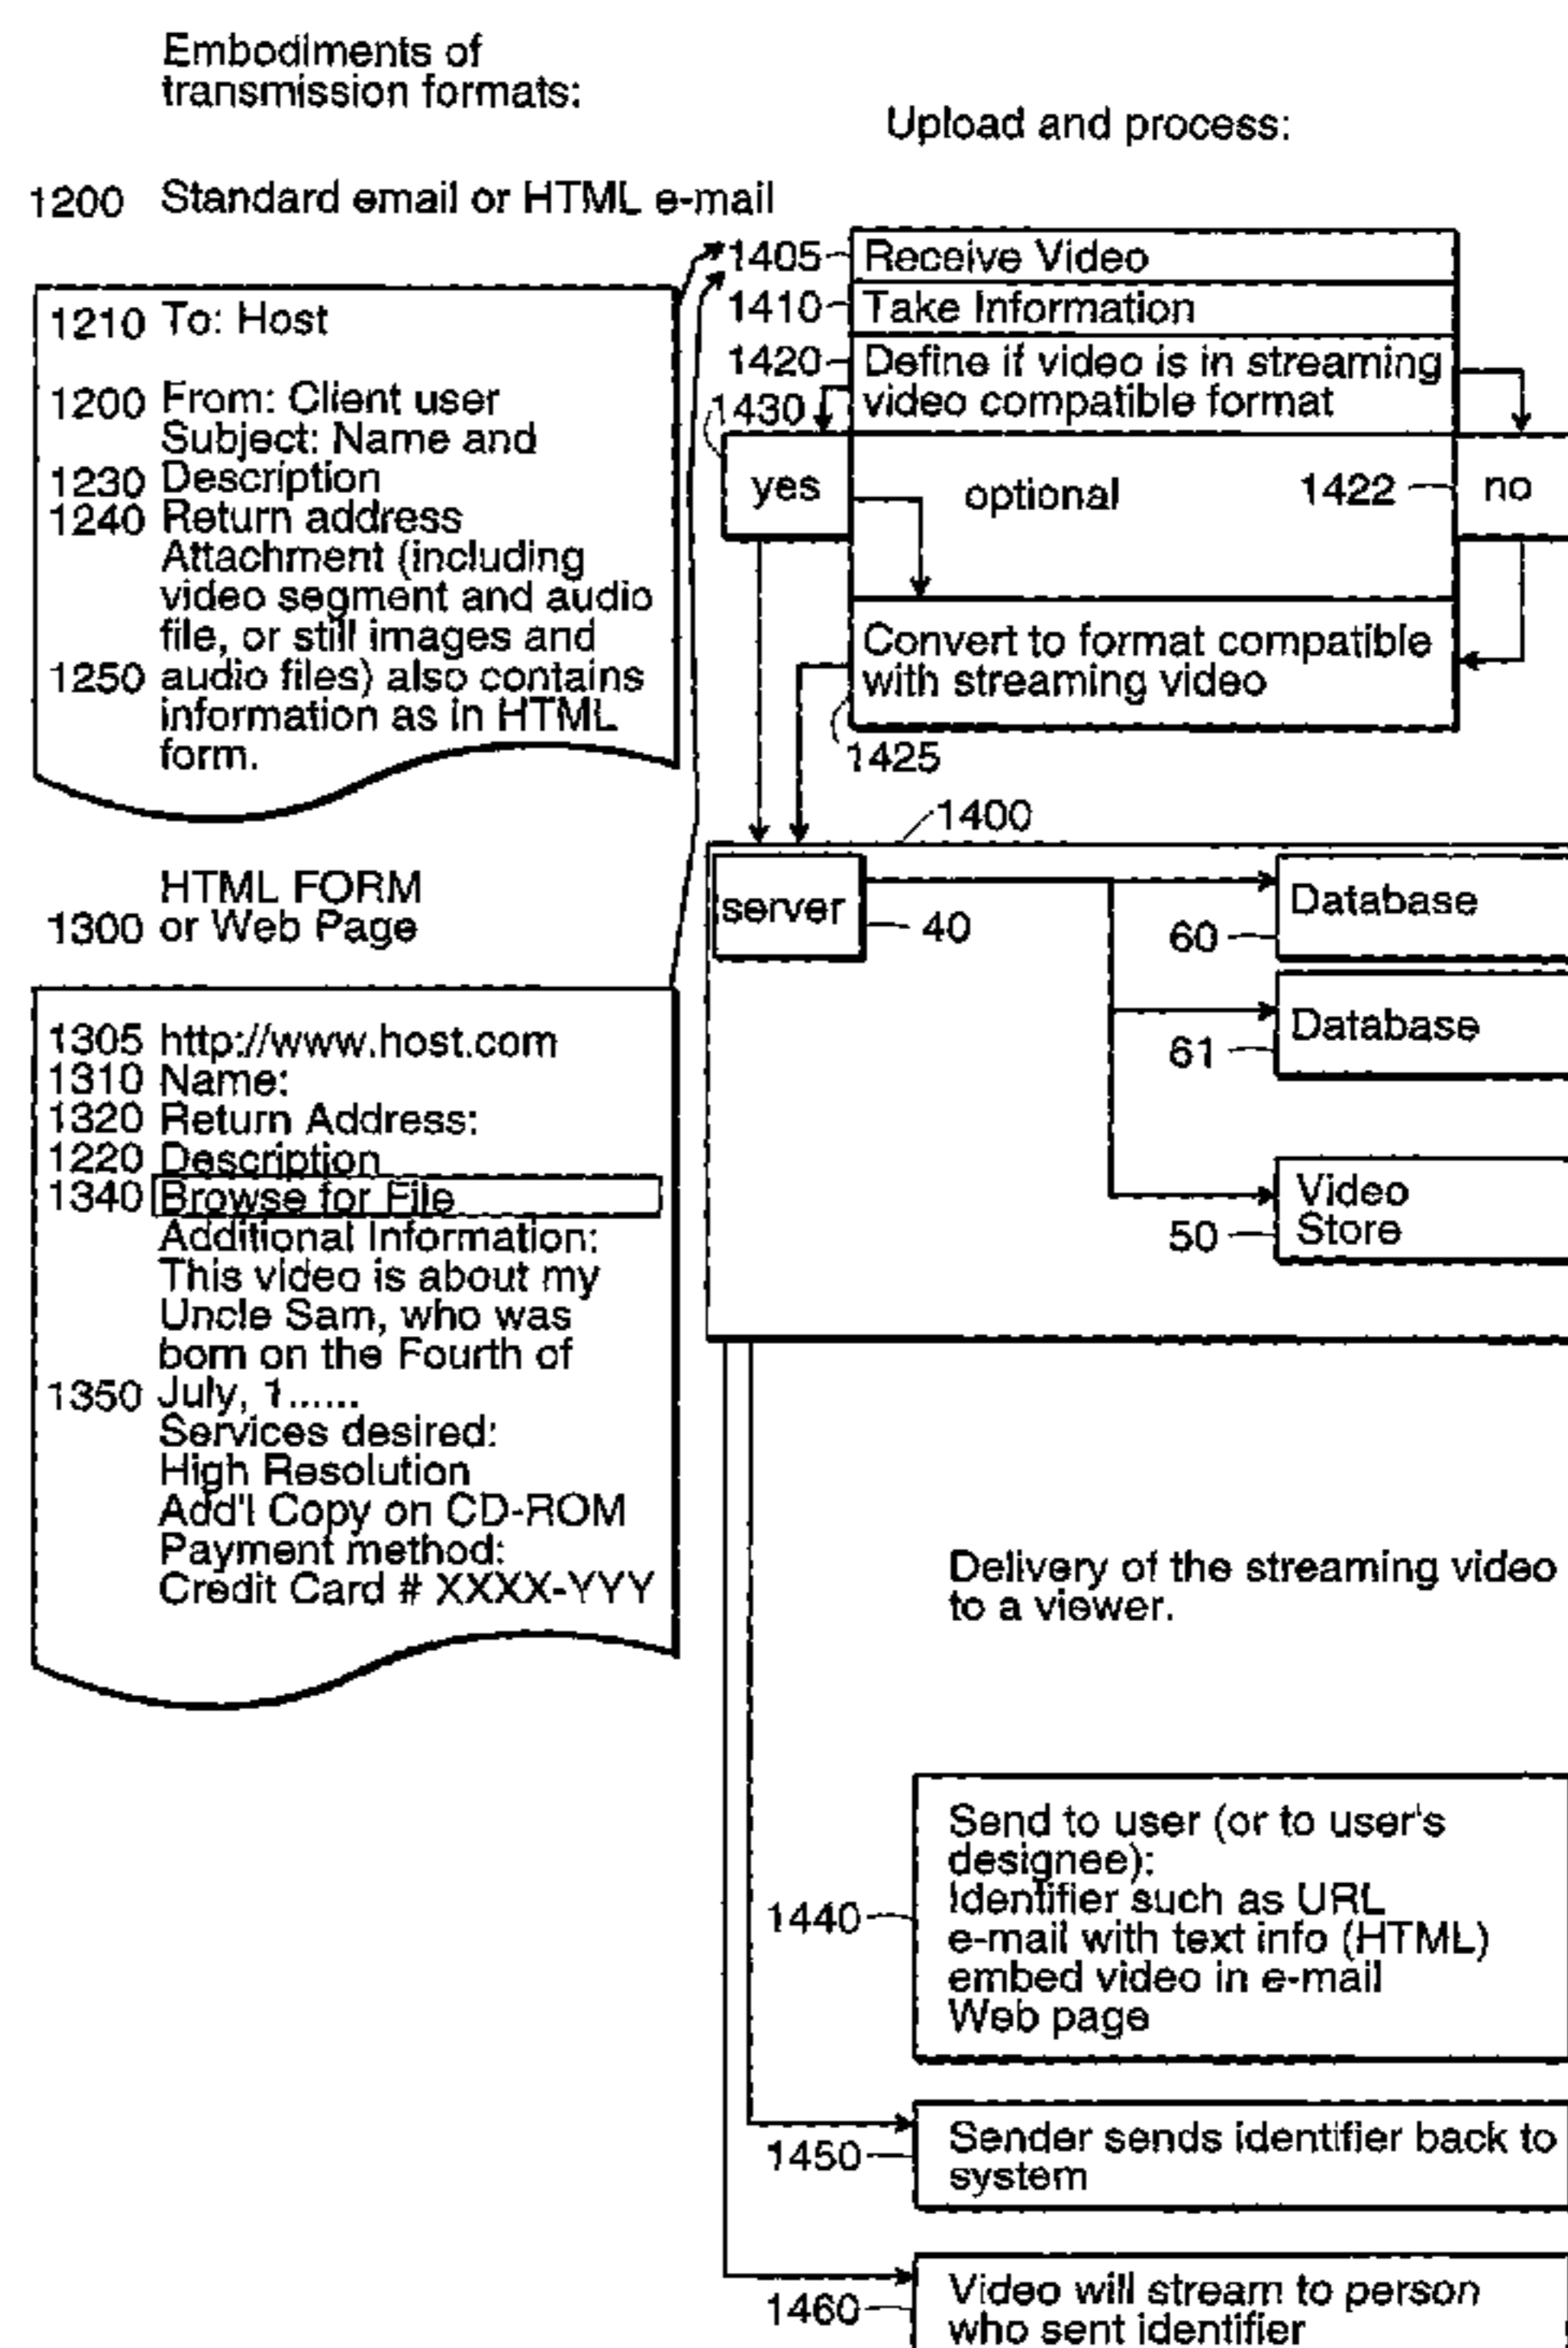 Embodiments of
transmission formats:
1200 Standard email or HTML e-mail
1210 To: Host
1200 From: Client user
Subject: Name and
1230 Description
1240 Return address
Attachment (including
video segment and audio
file, or still images and
1250 audio files) also contains
information as in HTML
form.
HTML FORM
1300 or Web Page
1305 http://www.host.com
1310 Name:
1320 Return Address:
1220 Description
1340 Browse for File
Additional Information:
This video is about my
Uncle Sam, who was
born on the Fourth of
1350 July, 1......
Services desired:
High Resolution
Add'l Copy on CD-ROM
Payment method:
Credit Card # XXXX-YYY
Upload and process:
1405 Receive Video
1410 Take Information
1420 Define if video is in streaming
video compatible format
1430
yes
optional
1422
no
Convert to format compatible
with streaming video
1425
1400
server
40
Database
60
Database
61
Video
Store
50
Delivery of the streaming video
to a viewer.
Send to user (or to user's
designee):
Identifier such as URL
1440
e-mail with text info (HTML)
embed video in e-mail
Web page
Sender sends identifier back to
1450
system
Video will stream to person
1460
who sent identifier